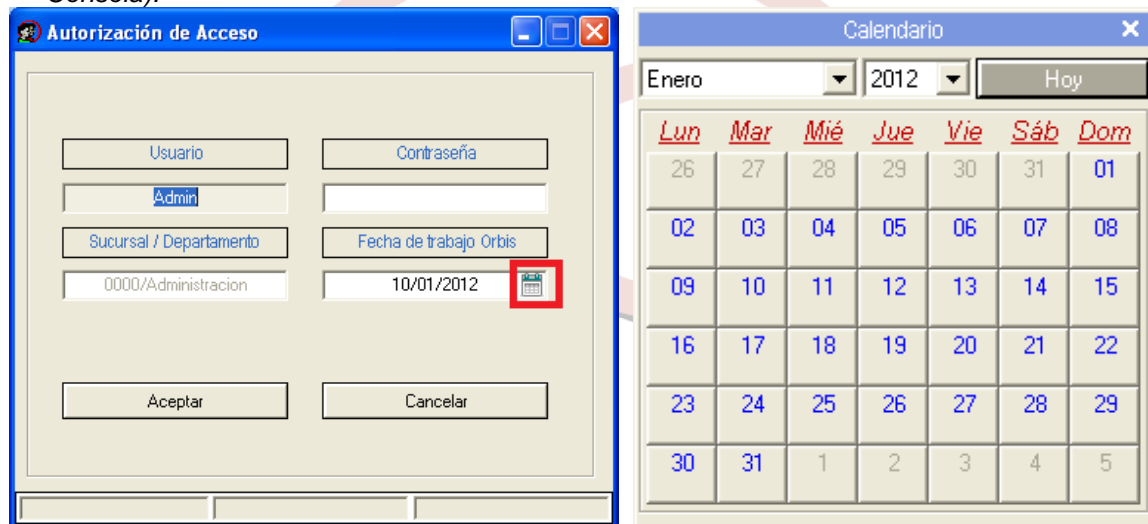 Consola).
Autorización de Acceso
Usuario Contraseña
Admin
Sucursal / Departamento Fecha de trabajo Orbis
0000/Administracion 10/01/2012
Aceptar Cancelar
Calendario
Enero 2012 Hoy
Lun Mar Mié Jue Vie Sáb Dom
26 27 28 29 30 31 01
02 03 04 05 06 07 08
09 10 11 12 13 14 15
16 17 18 19 20 21 22
23 24 25 26 27 28 29
30 31 1 2 3 4 5